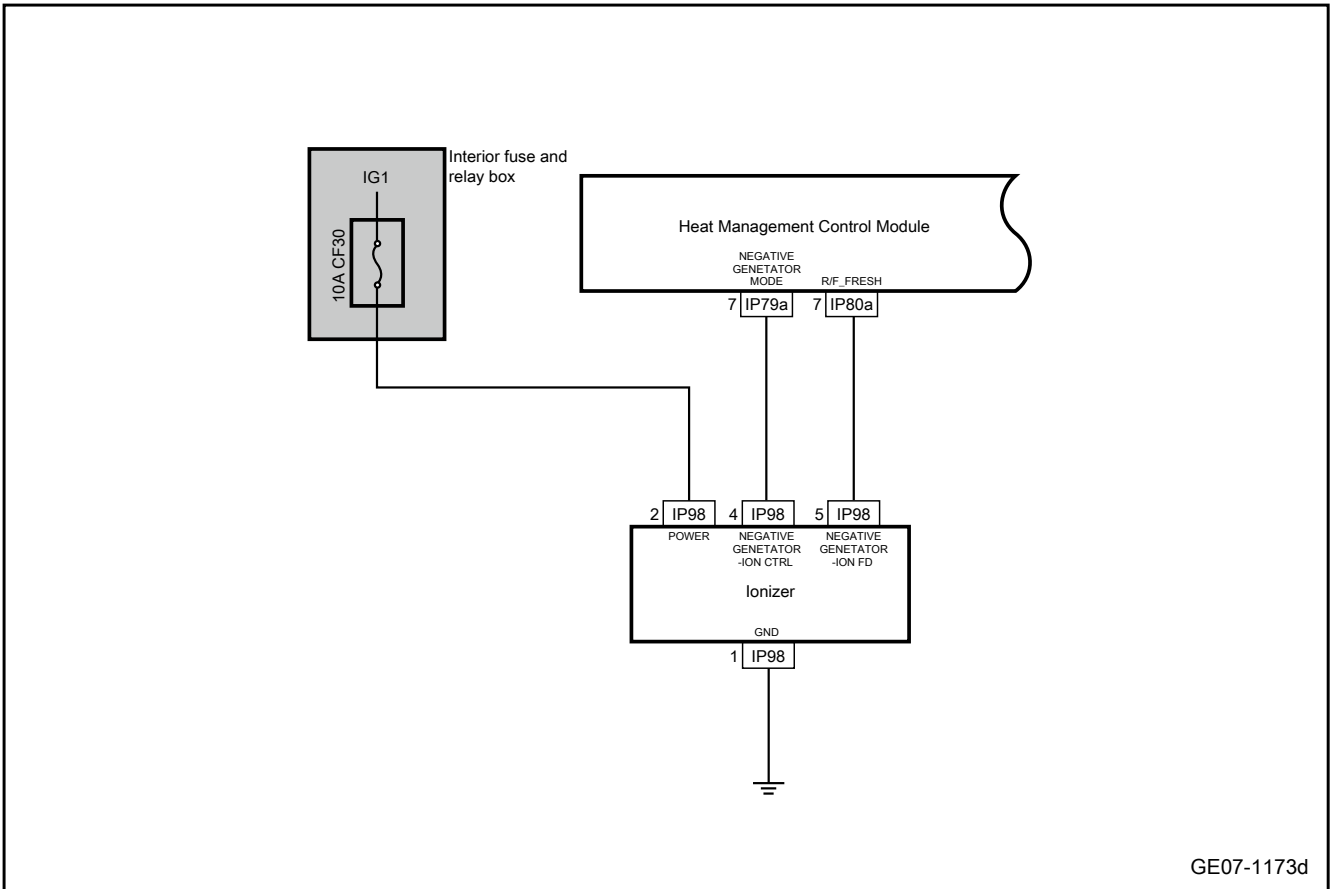 Interior fuse and
relay box
IG1
10A CF30
Heat Management Control Module
NEGATIVE
GENETATOR
MODE
R/F_FRESH
7 IP79a
7 IP80a
2 IP98
4 IP98
5 IP98
POWER
NEGATIVE
GENETATOR
-ION CTRL
NEGATIVE
GENETATOR
-ION FD
Ionizer
GND
1 IP98
GE07-1173d